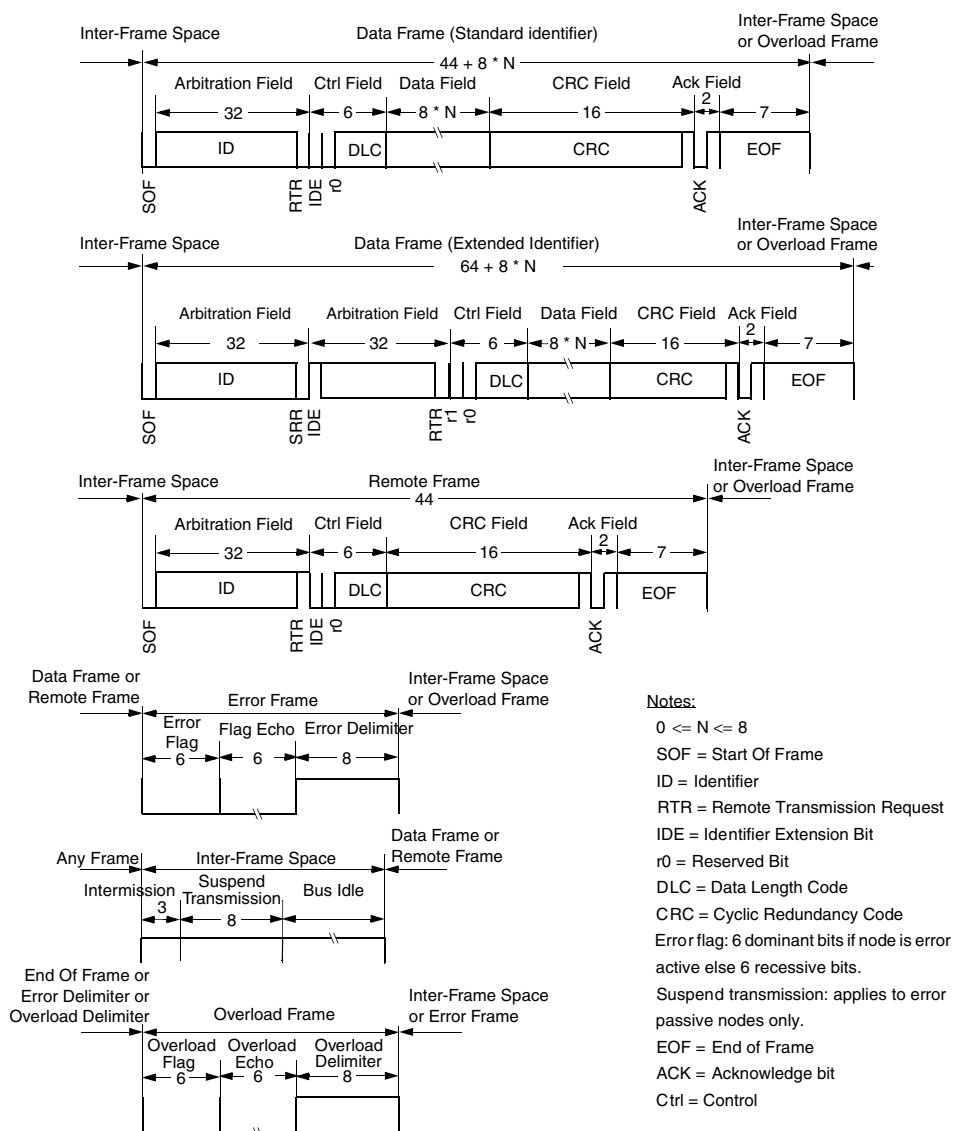 Inter-Frame Space
Data Frame (Standard identifier)
Inter-Frame Space
or Overload Frame
44 + 8 * N
Arbitration Field Ctrl Field Data Field CRC Field Ack Field
32 6 8 * N 16 2 7
ID DLC CRC EOF
SOF RTR IDE r0 ACK
Inter-Frame Space
Data Frame (Extended Identifier)
Inter-Frame Space
or Overload Frame
64 + 8 * N
Arbitration Field Arbitration Field Ctrl Field Data Field CRC Field Ack Field
32 32 6 8 * N 16 2 7
ID DLC CRC EOF
SOF SRR IDE RTR r1 r0 ACK
Inter-Frame Space
Remote Frame
Inter-Frame Space
or Overload Frame
44
Arbitration Field Ctrl Field CRC Field Ack Field
32 6 16 2 7
ID DLC CRC EOF
SOF RTR IDE r0 ACK
Data Frame or
Remote Frame
Error Frame
Inter-Frame Space
or Overload Frame
Error
Flag
Flag Echo Error Delimiter
6 6 8
Any Frame
Inter-Frame Space
Data Frame or
Remote Frame
Intermission
Suspend
Transmission
Bus Idle
3 8
End Of Frame or
Error Delimiter or
Overload Delimiter
Overload Frame
Inter-Frame Space
or Error Frame
Overload
Flag
Overload
Echo
Overload
Delimiter
6 6 8
Notes:
0 <= N <= 8
SOF = Start Of Frame
ID = Identifier
RTR = Remote Transmission Request
IDE = Identifier Extension Bit
r0 = Reserved Bit
DLC = Data Length Code
CRC = Cyclic Redundancy Code
Error flag: 6 dominant bits if node is error
active else 6 recessive bits.
Suspend transmission: applies to error
passive nodes only.
EOF = End of Frame
ACK = Acknowledge bit
Ctrl = Control